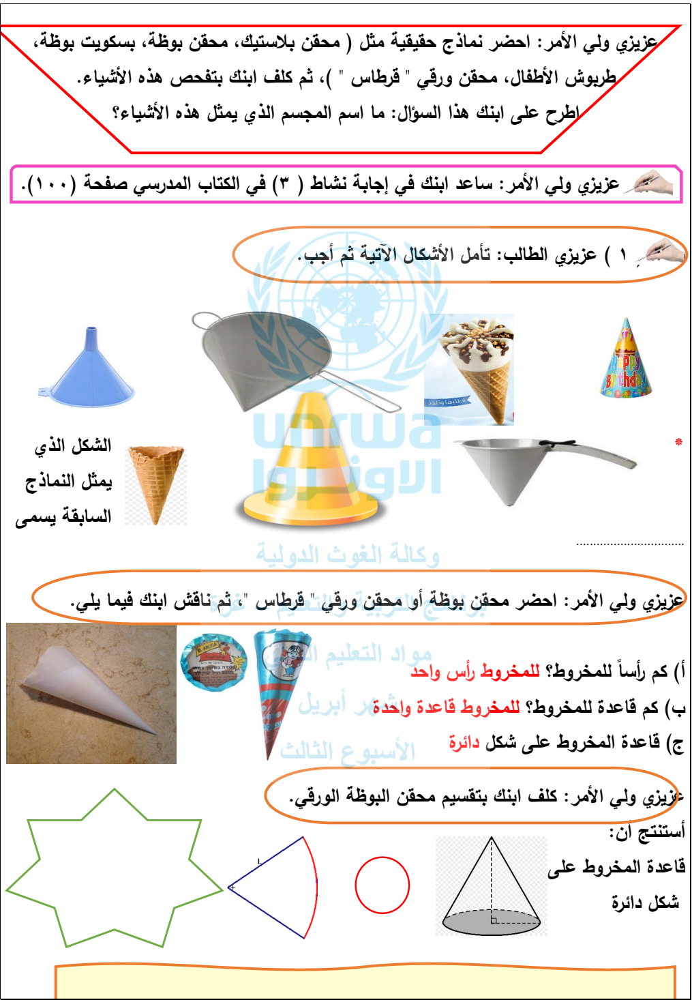 عزيزي ولي الأمر: احضر نماذج حقيقية مثل ( محقن بلاستيك، محقن بوظة، بسكويت بوظة،
طربوش الأطفال، محقن ورقي " قرطاس " )، ثم كلف ابنك بتفحص هذه الأشياء.
اطرح على ابنك هذا السؤال: ما اسم المجسم الذي يمثل هذه الأشياء؟
عزيزي ولي الأمر: ساعد ابنك في إجابة نشاط ( ٣) في الكتاب المدرسي صفحة (١٠٠).
١ ) عزيزي الطالب: تأمل الأشكال الآتية ثم أجب.
Happy
Birthday
unrwa
الاونروا
* الشكل الذي
يمثل النماذج
السابقة يسمى
................................
وكالة الغوث الدولية
عزيزي ولي الأمر: احضر محقن بوظة أو محقن ورقي " قرطاس "، ثم ناقش ابنك فيما يلي.
أ) كم رأساً للمخروط؟ للمخروط رأس واحد
ب) كم قاعدة للمخروط؟ للمخروط قاعدة واحدة
ج) قاعدة المخروط على شكل دائرة
مواد التعليم
شهر أبريل
الأسبوع الثالث
عزيزي ولي الأمر: كلف ابنك بتقسيم محقن البوظة الورقي.
أستنتج أن:
قاعدة المخروط على
شكل دائرة
L